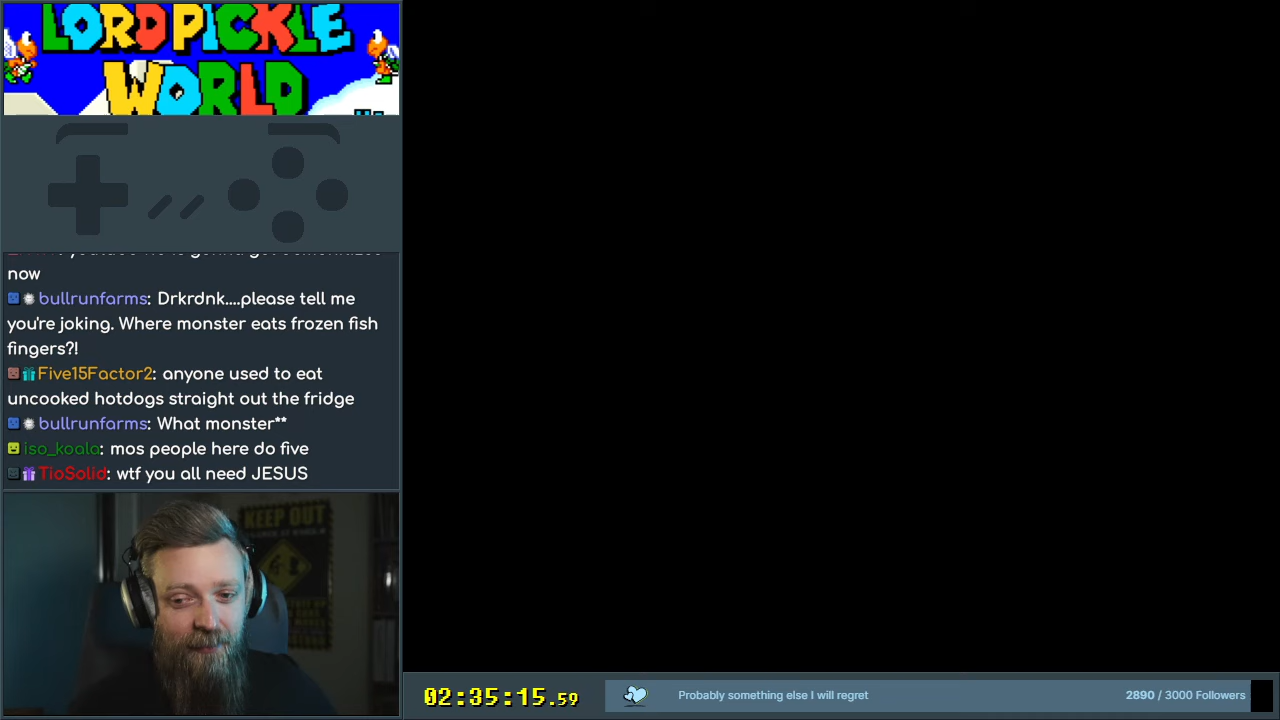 LORD PICKLE
WORLD
now
bullrunfarms: Drkrdnk....please tell me
you're joking. Where monster eats frozen fish
fingers?!
Five15Factor2: anyone used to eat
uncooked hotdogs straight out the fridge
bullrunfarms: What monster**
iso_koala: mos people here do five
TioSolid: wtf you all need JESUS
KEEP OUT
02:35:15.59
Probably something else I will regret
2890 / 3000 Followers